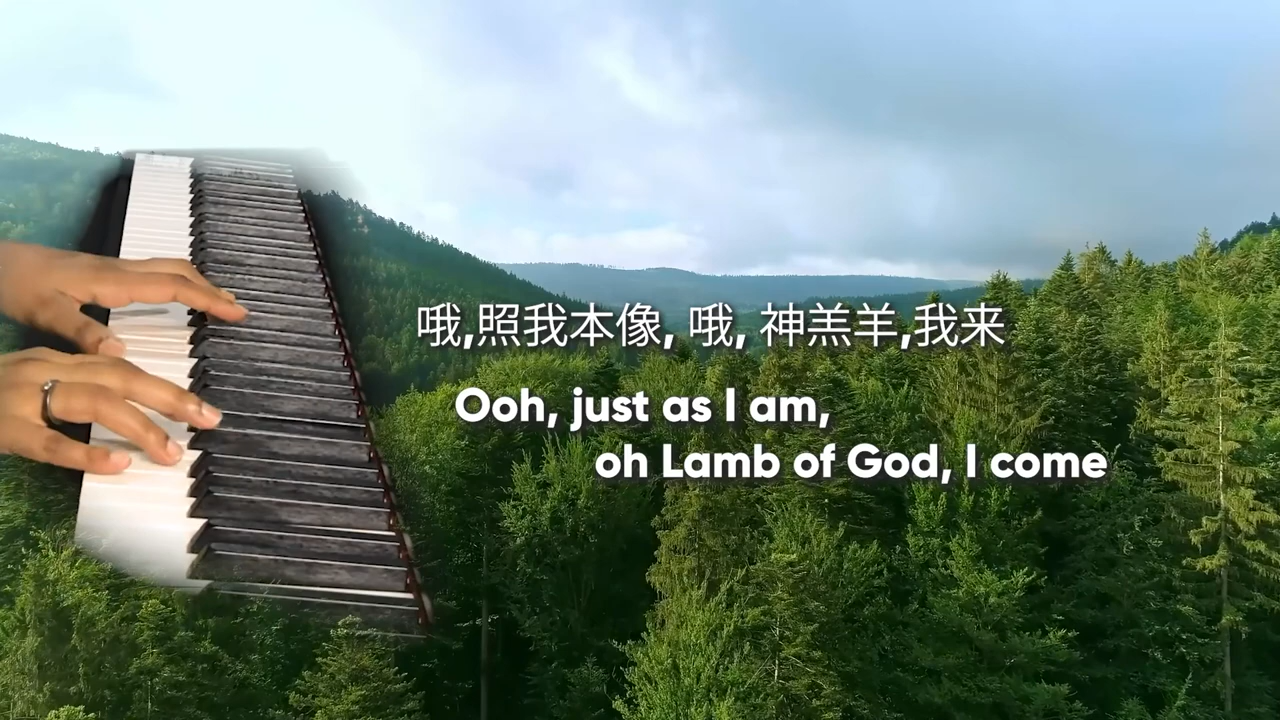 哦,照我本像, 哦, 神羔羊,我来
Ooh, just as I am,
oh Lamb of God, I come